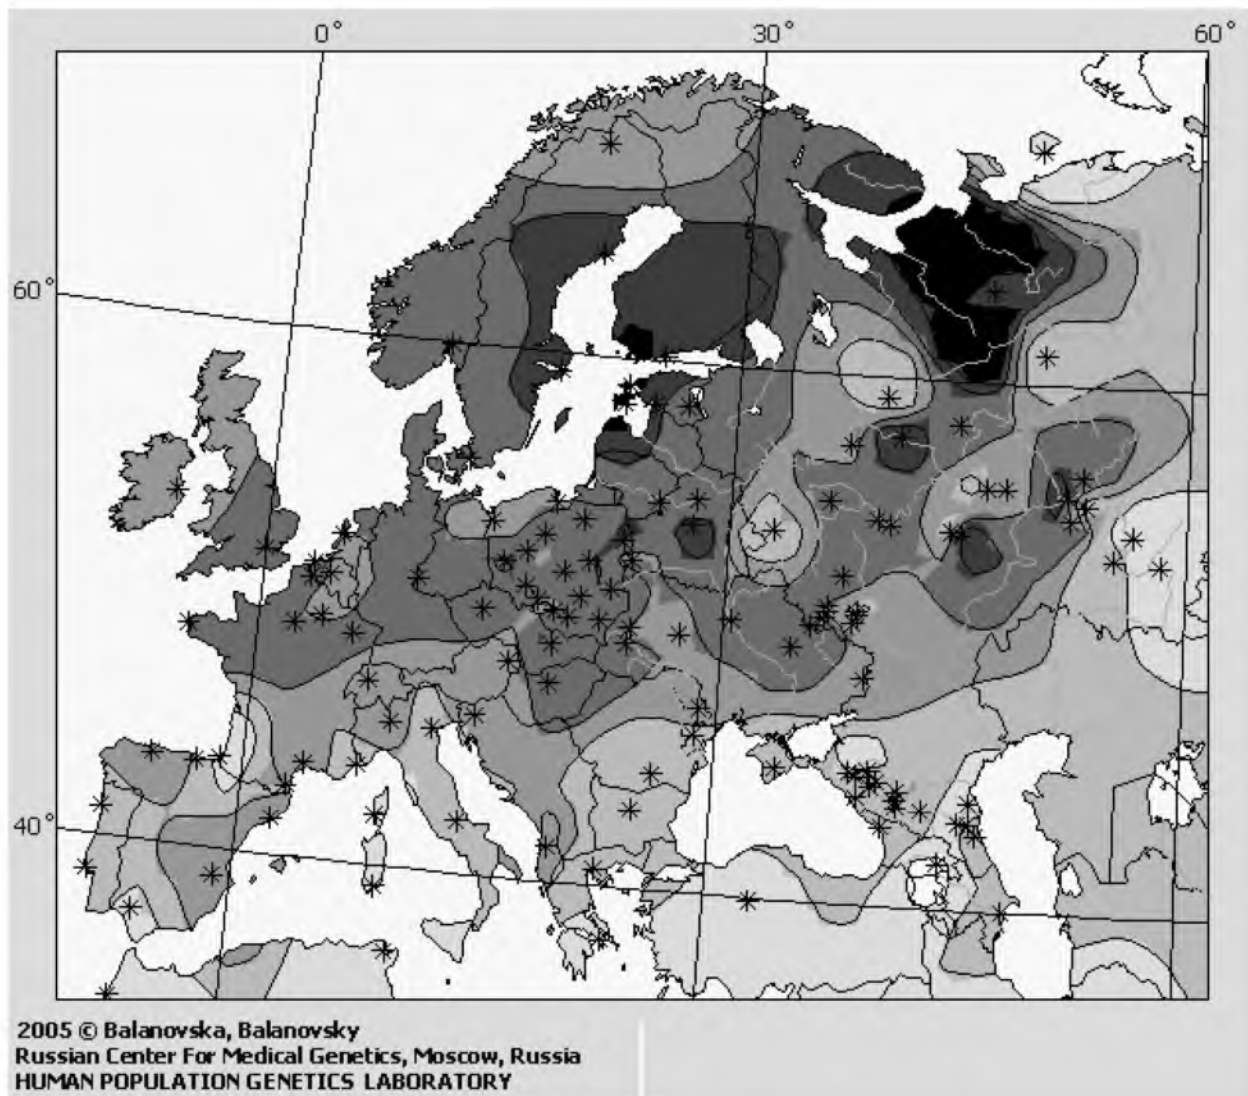 0° 30° 60°
60°
40°
2005 © Balanovska, Balanovsky
Russian Center For Medical Genetics, Moscow, Russia
HUMAN POPULATION GENETICS LABORATORY